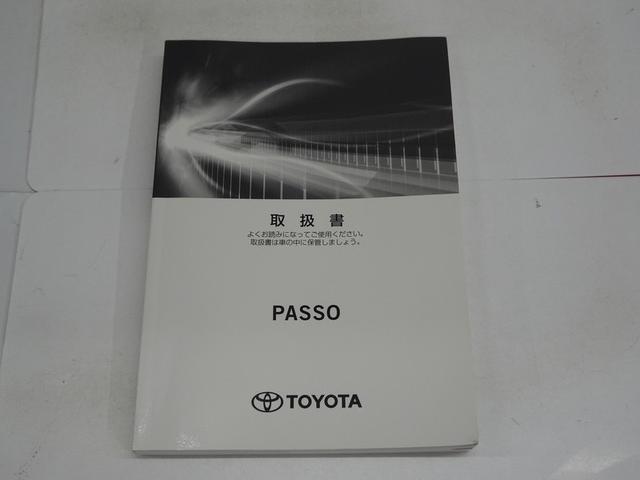 取扱書
よくお読みになってご使用ください。
取扱書は車の中に保管しましょう。
PASSO
TOYOTA